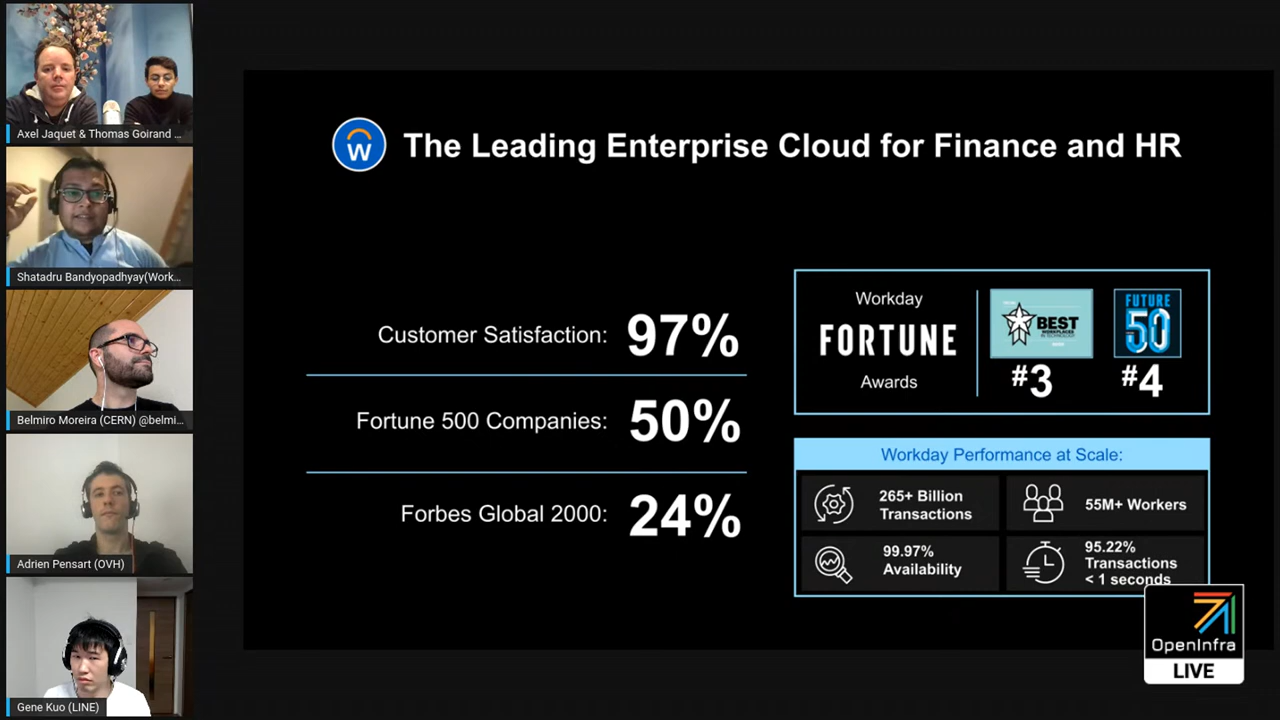 Axel Jaquet & Thomas Goirand ...
Shatadru Bandyopadhyay(Work...
Belmiro Moreira (CERN) @belmi...
Adrien Pensart (OVH)
Gene Kuo (LINE)
W
The Leading Enterprise Cloud for Finance and HR
Customer Satisfaction: 97%
Fortune 500 Companies: 50%
Forbes Global 2000: 24%
Workday
FORTUNE
Awards
BEST
#3
FUTURE
50
#4
Workday Performance at Scale:
265+ Billion
Transactions
55M+ Workers
99.97%
Availability
95.22%
Transactions
< 1 seconds
OpenInfra
LIVE